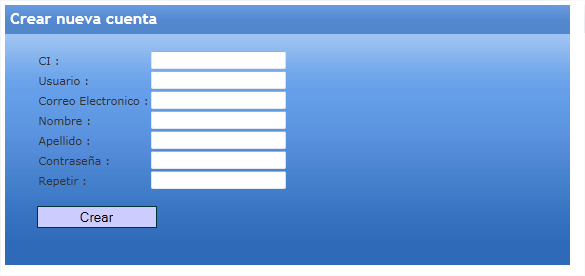 Crear nueva cuenta
CI :
Usuario :
Correo Electronico :
Nombre :
Apellido :
Contraseña :
Repetir :
Crear